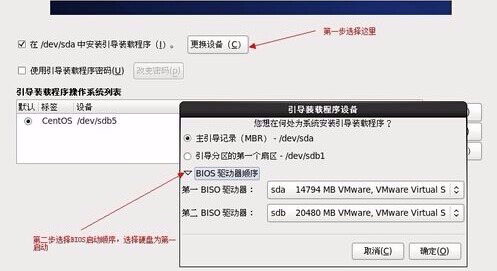 第一步选择这里
在 /dev/sda 中安装引导装载程序（I）。
更换设备（C）
使用引导装载程序密码(U)
改变密码(p)
引导装载程序操作系统列表
默认 标签 设备
CentOS /dev/sdb5
引导装载程序设备
您想在何处为系统安装引导装载程序？
主引导记录（MBR）- /dev/sda
引导分区的第一个扇区 - /dev/sdb1
BIOS 驱动器顺序
第一 BISO 驱动器： sda 14794 MB VMware, VMware Virtual S
第二 BISO 驱动器： sdb 20480 MB VMware, VMware Virtual S
第二步选择BIOS启动顺序，选择硬盘为第一
启动
取消(C)
确定(O)